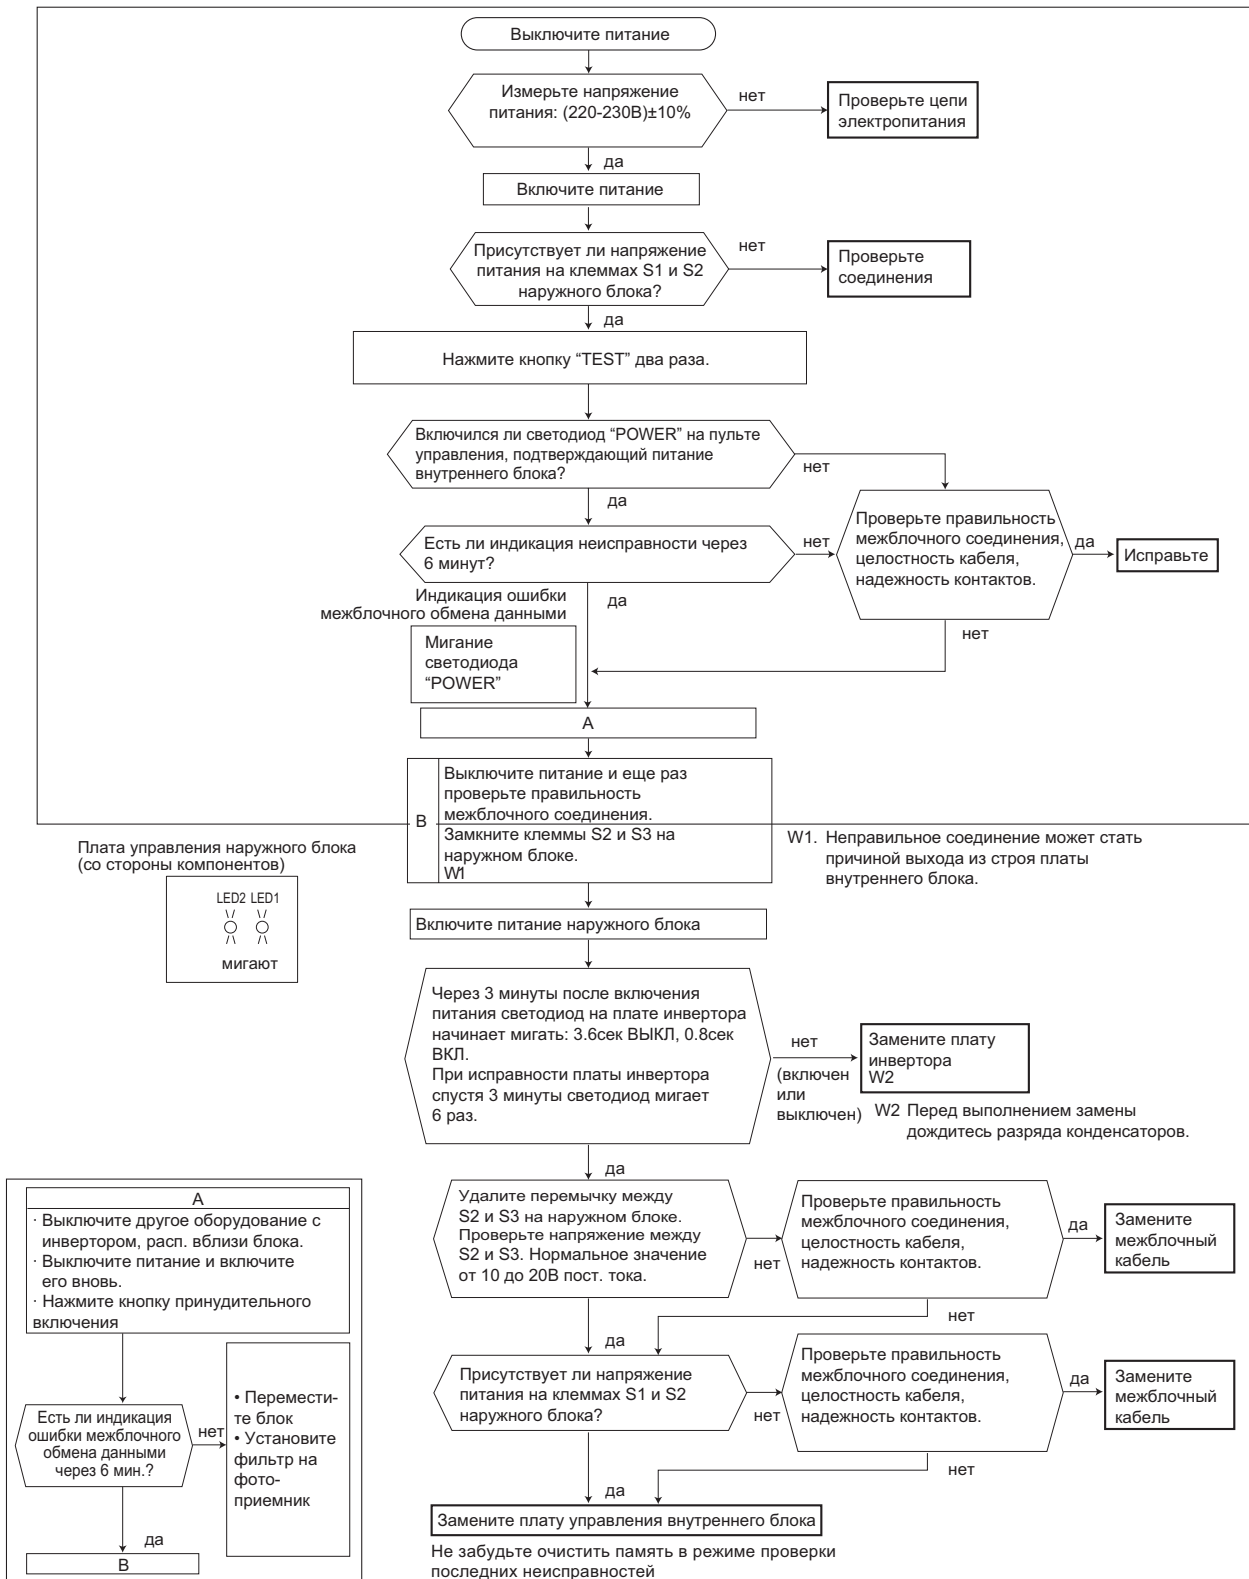 Выключите питание
Измерьте напряжение
питания: (220-230В)±10%
нет
Проверьте цепи
электропитания
да
Включите питание
Присутствует ли напряжение
питания на клеммах S1 и S2
наружного блока?
нет
Проверьте
соединения
да
Нажмите кнопку “TEST” два раза.
Включился ли светодиод “POWER” на пульте
управления, подтверждающий питание
внутреннего блока?
нет
да
Есть ли индикация неисправности через
6 минут?
нет
Проверьте правильность
межблочного соединения,
целостность кабеля,
надежность контактов.
да
Исправьте
Индикация ошибки
межблочного обмена данными
да
нет
Мигание
светодиода
“POWER”
A
B
Выключите питание и еще раз
проверьте правильность
межблочного соединения.
Замкните клеммы S2 и S3 на
наружном блоке.
W1
W1. Неправильное соединение может стать
причиной выхода из строя платы
внутреннего блока.
Плата управления наружного блока
(со стороны компонентов)
LED2 LED1
мигают
Включите питание наружного блока
Через 3 минуты после включения
питания светодиод на плате инвертора
начинает мигать: 3.6сек ВЫКЛ, 0.8сек
ВКЛ.
При исправности платы инвертора
спустя 3 минуты светодиод мигает
6 раз.
нет
(включен
или
выключен)
Замените плату
инвертора
W2
W2 Перед выполнением замены
дождитесь разряда конденсаторов.
да
Удалите перемычку между
S2 и S3 на наружном блоке.
Проверьте напряжение между
S2 и S3. Нормальное значение
от 10 до 20В пост. тока.
нет
Проверьте правильность
межблочного соединения,
целостность кабеля,
надежность контактов.
да
Замените
межблочный
кабель
нет
да
Присутствует ли напряжение
питания на клеммах S1 и S2
наружного блока?
нет
Проверьте правильность
межблочного соединения,
целостность кабеля,
надежность контактов.
да
Замените
межблочный
кабель
нет
да
Замените плату управления внутреннего блока
Не забудьте очистить память в режиме проверки
последних неисправностей
A
· Выключите другое оборудование с
инвертором, расп. вблизи блока.
· Выключите питание и включите
его вновь.
· Нажмите кнопку принудительного
включения
Есть ли индикация
ошибки межблочного
обмена данными
через 6 мин.?
нет
• Перемести-
те блок
• Установите
фильтр на
фото-
приемник
да
B